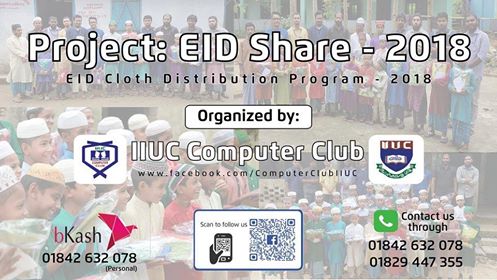 Project: EID Share - 2018
EID Cloth Distribution Program - 2018
Organized by:
IIUC Computer Club
www.facebook.com/ComputerClubIIUC
IIUC
bKash
01842 632 078
(Personal)
Scan to follow us
Contact us
through
01842 632 078
01829 447 355